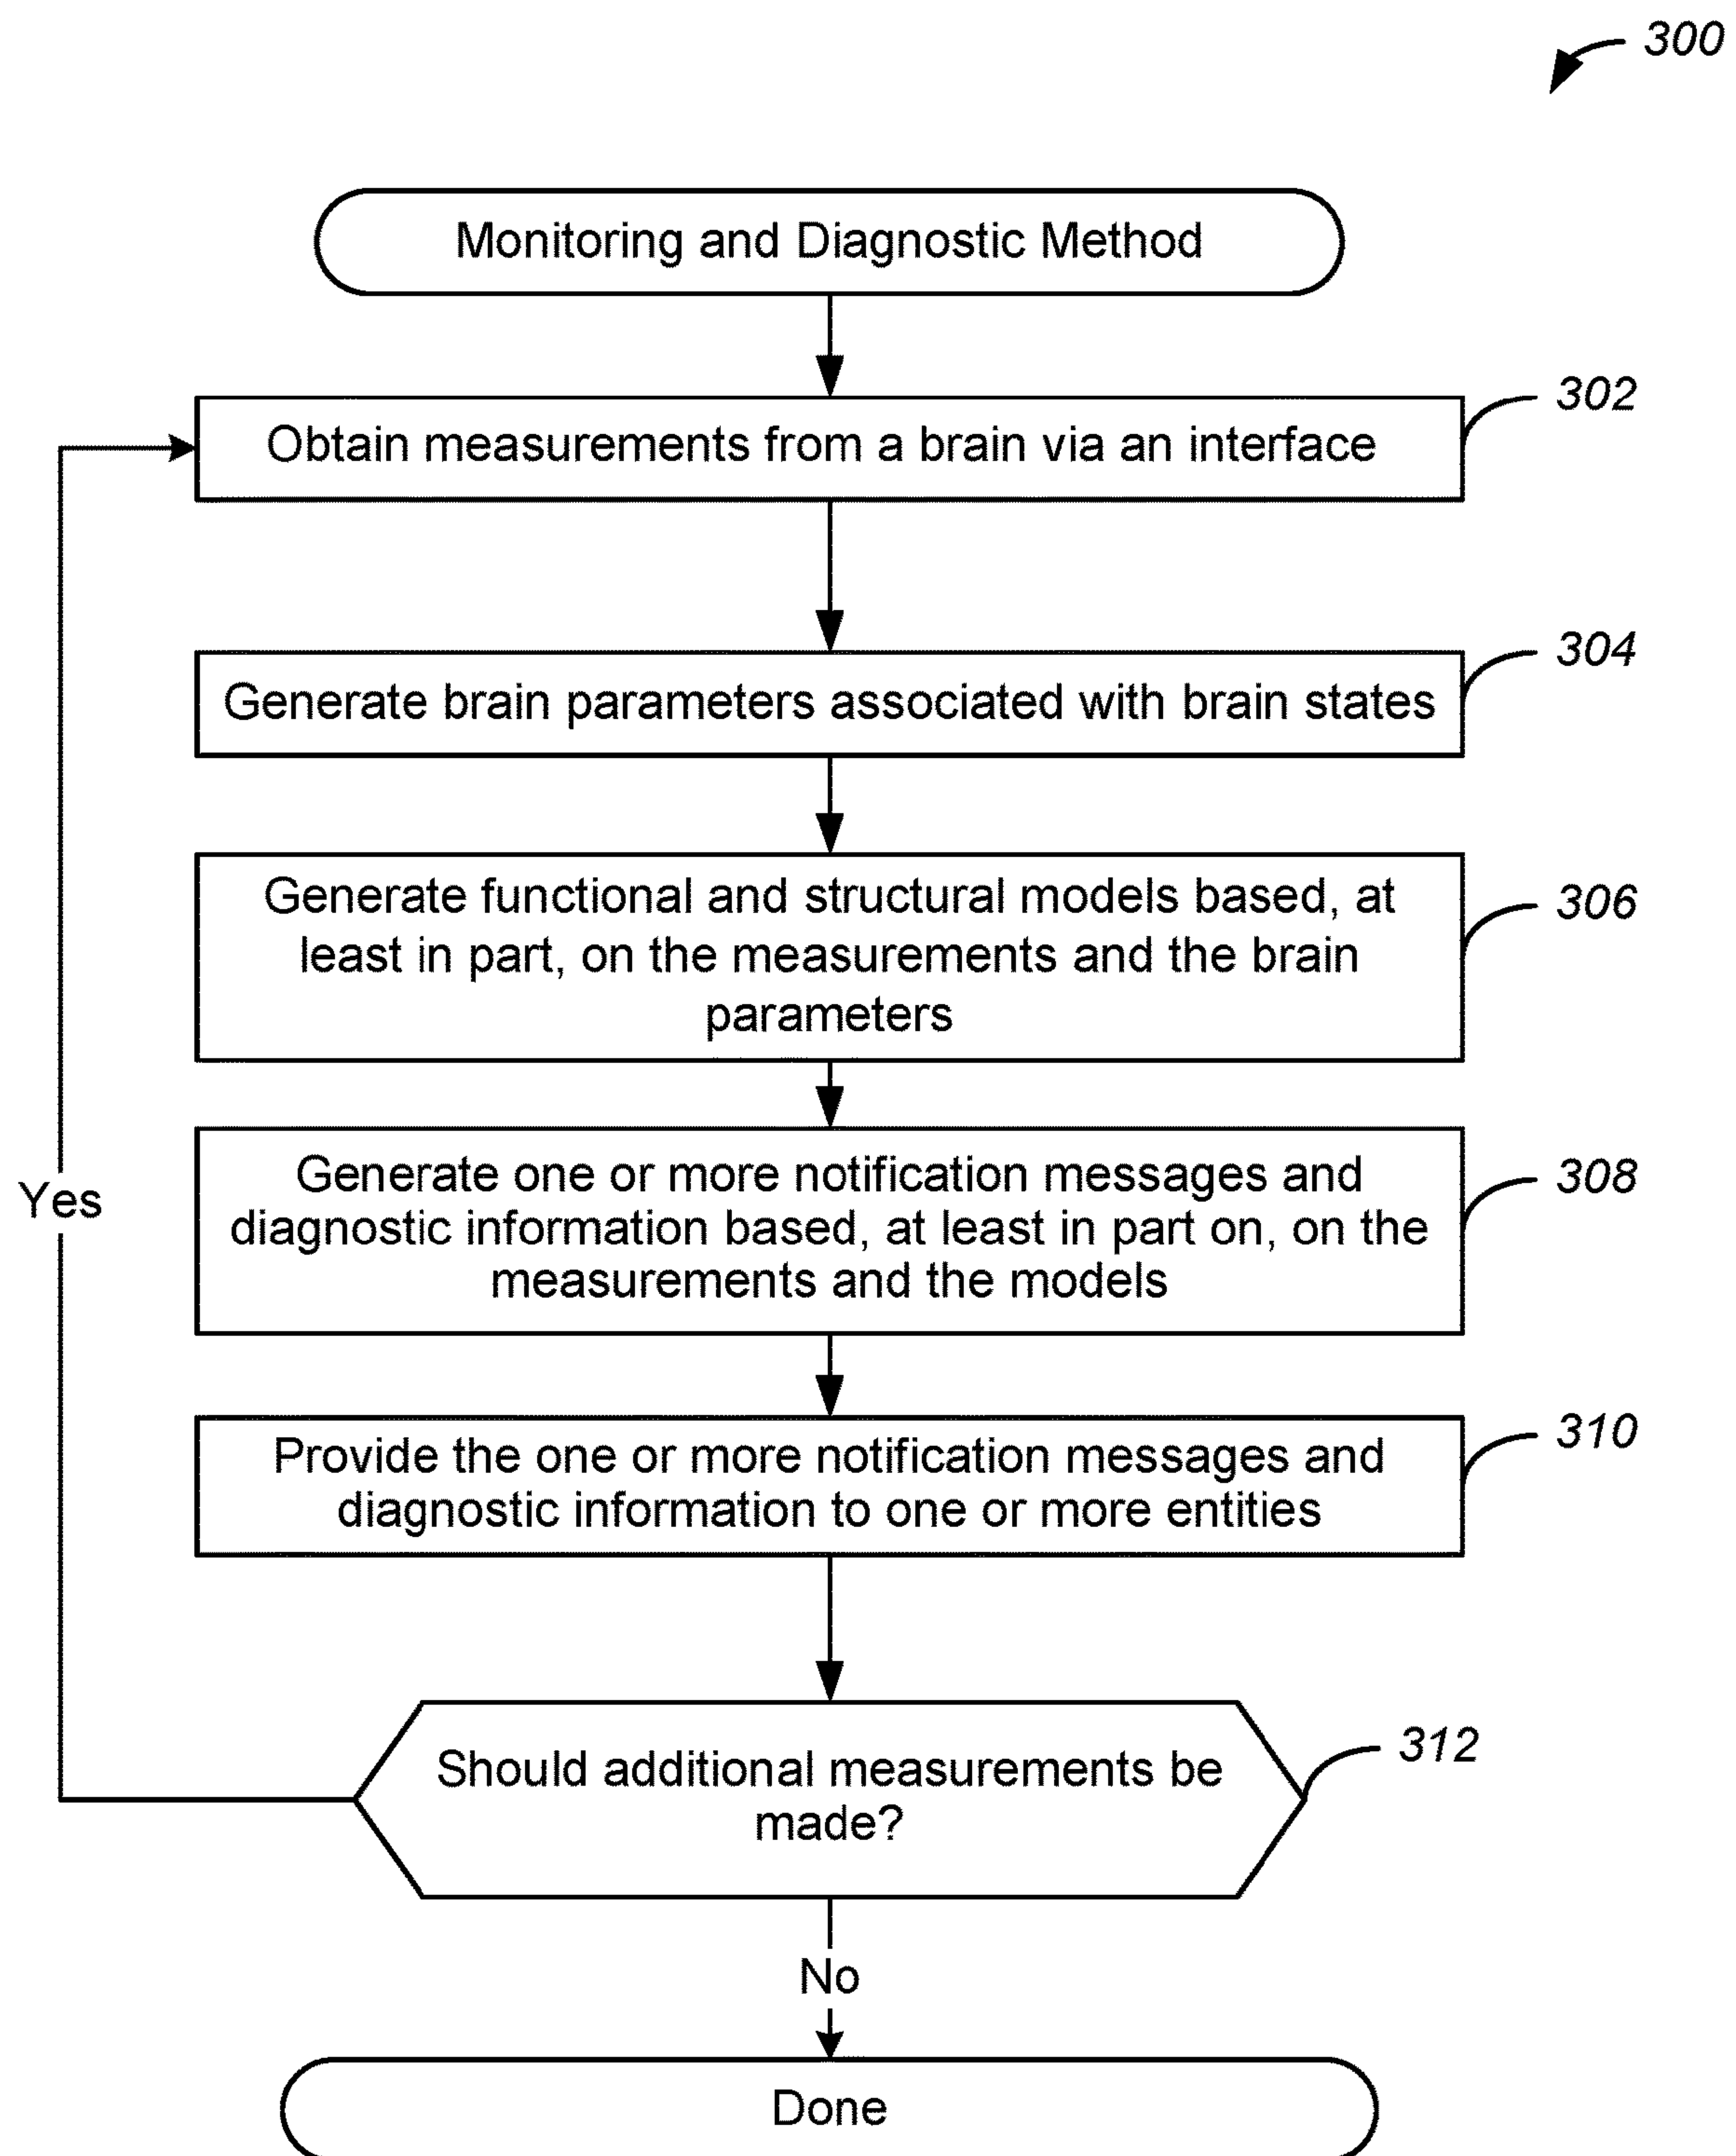 300
Monitoring and Diagnostic Method
302
Obtain measurements from a brain via an interface
304
Generate brain parameters associated with brain states
Generate functional and structural models based, at
306
least in part, on the measurements and the brain
parameters
Generate one or more notification messages and
308
Yes
diagnostic information based, at least in part on, on the
measurements and the models
310
Provide the one or more notification messages and
diagnostic information to one or more entities
312
Should additional measurements be
made?
No
Done